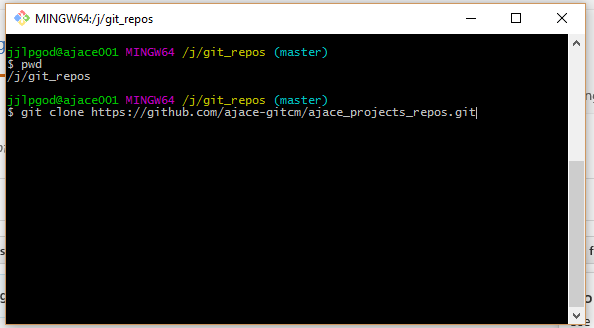 MINGW64:/j/git_repos
jjlpgod@ajace001 MINGW64 /j/git_repos (master)
$ pwd
/j/git_repos
jjlpgod@ajace001 MINGW64 /j/git_repos (master)
$ git clone https://github.com/ajace-gitcm/ajace_projects_repos.git